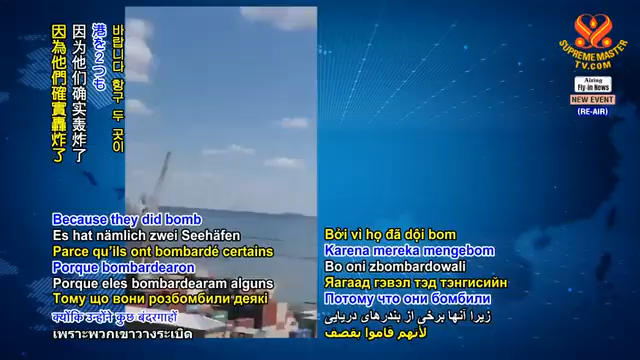 因為他們確實轟炸了
因为他们确实轰炸了
港を2つも
바랍니다 항구 두 곳이
SUPREME MASTER
TV.COM
Airing
Fly-in News
NEW EVENT
(RE-AIR)
Because they did bomb
Es hat nämlich zwei Seehäfen
Parce qu'ils ont bombardé certains
Porque bombardearon
Porque eles bombardearam alguns
Тому що вони розбомбили деякі
क्योंकि उन्होंने कुछ बंदरगाहों
เพราะพวกเขาวางระเบิด
Bởi vì họ đã dội bom
Karena mereka mengebom
Bo oni zbombardowali
Яагаад гэвэл тэд тэнгисийн
Потому что они бомбили
زیرا آنها برخی از بندرهای دریایی
لأنهم قاموا بقصف